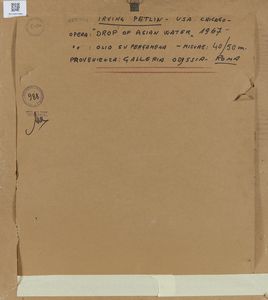 IRVING PETLIN - USA CHICAGO -
OPERA: "DROP OF ASIAN WATER 1967"
" : OLIO SU PERGAMENA - MISURE: 40/50 m.
PROVENIENZA: GALLERIA ODYSSIA - ROMA
988